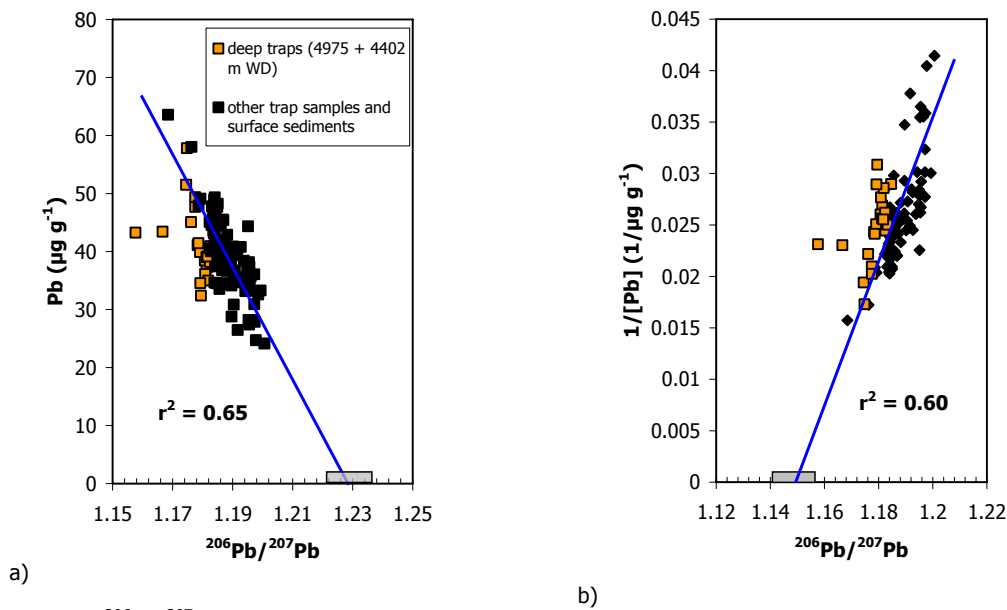 80
70
60
50
40
30
20
10
0
Pb (µg g⁻¹)
deep traps (4975 + 4402
m WD)
other trap samples and
surface sediments
r² = 0.65
1.15 1.17 1.19 1.21 1.23 1.25
²⁰⁶Pb/²⁰⁷Pb
a)
0.045
0.04
0.035
0.03
0.025
0.02
0.015
0.01
0.005
0
1/[Pb] (1/µg g⁻¹)
r² = 0.60
1.12 1.14 1.16 1.18 1.2 1.22
²⁰⁶Pb/²⁰⁷Pb
b)